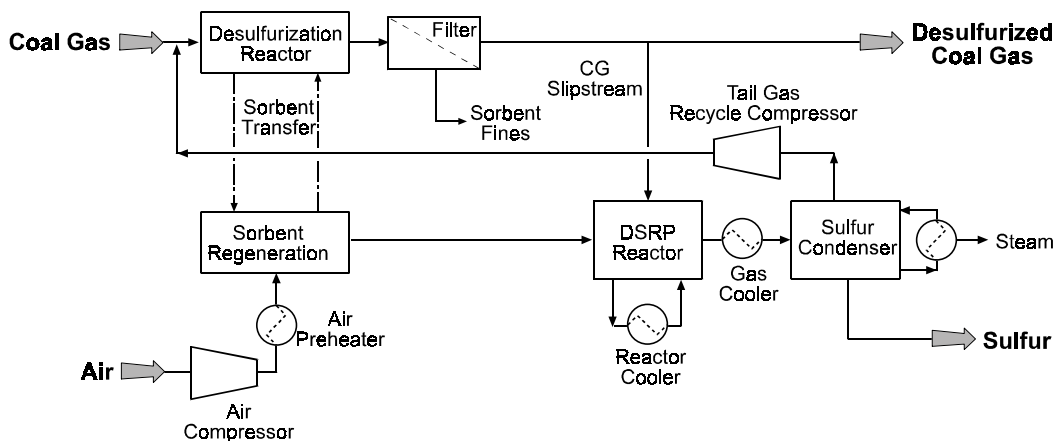 Coal Gas
Desulfurization
Reactor
Filter
Desulfurized
Coal Gas
CG
Slipstream
Sorbent
Transfer
Sorbent
Fines
Tail Gas
Recycle Compressor
Sorbent
Regeneration
DSRP
Reactor
Sulfur
Condenser
Steam
Gas
Cooler
Air
Preheater
Reactor
Cooler
Sulfur
Air
Air
Compressor